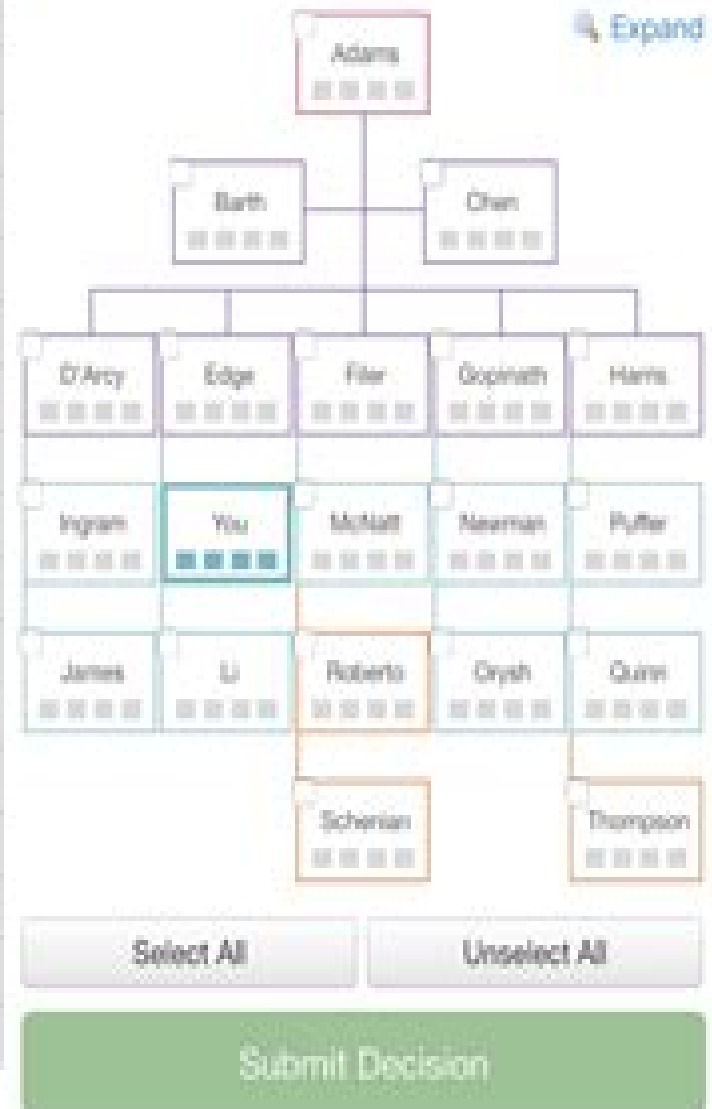 Expand
Adams
Barth Chen
D'Arcy Edge Filer Gopinath Harris
Ingram You McNatt Newman Puffer
James Li Roberto Orysh Quinn
Schenian Thompson
Select All Unselect All
Submit Decision